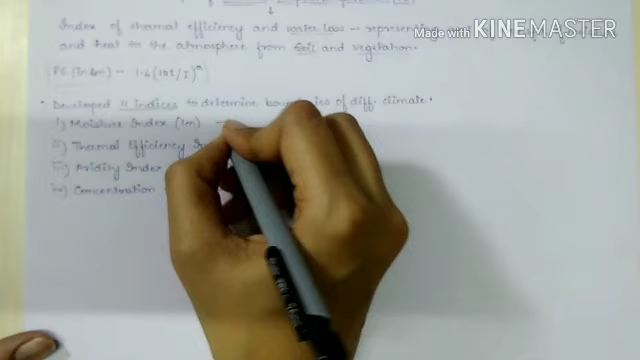 Index of thermal efficiency and water loss - representing
and heat to the atmosphere from soil and vegetation.
PE (in cm) - 1.6 (10t/I)ᵃ
• Developed 4 indices to determine boundaries of diff. climate.
i) Moisture Index (Im) -
ii) Thermal Efficiency
iii) Aridity Index
iv) Concentration
Made with KINEMASTER